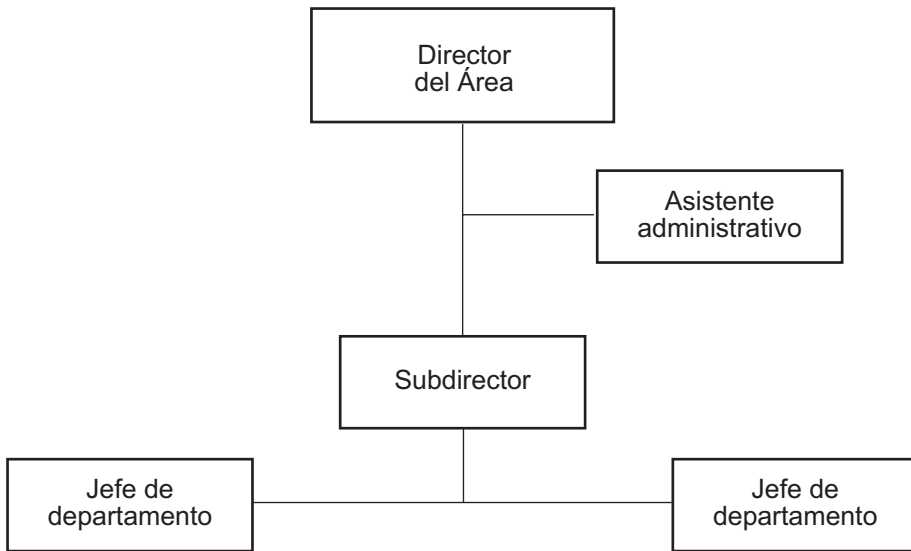 Director
del Área
Asistente
administrativo
Subdirector
Jefe de
departamento
Jefe de
departamento